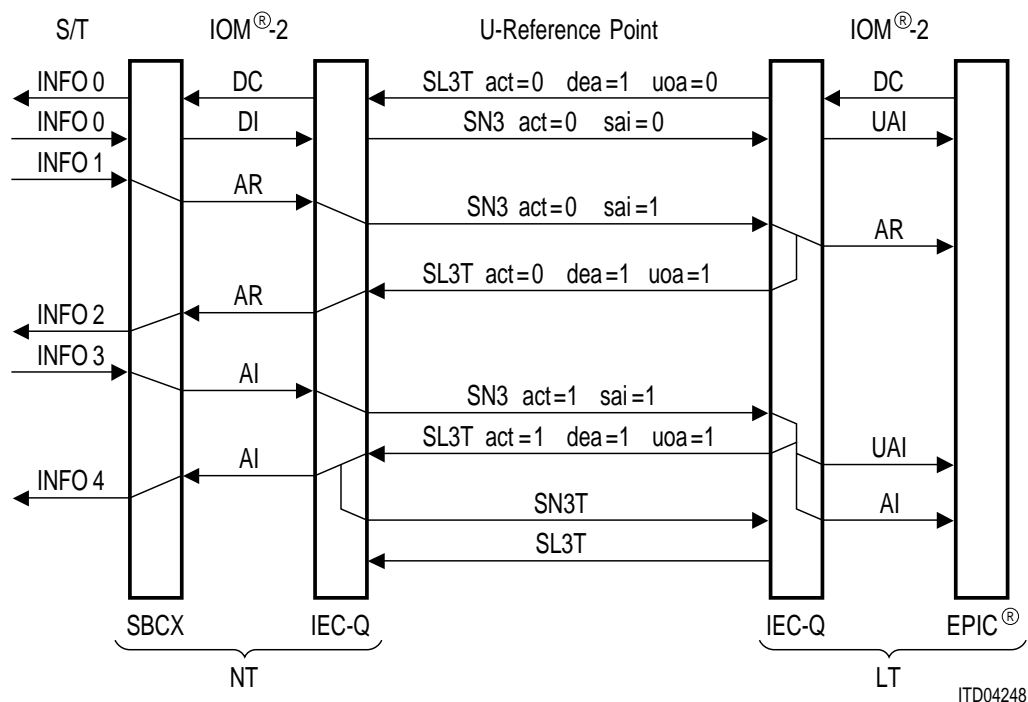 S/T IOM®-2 U-Reference Point IOM®-2
INFO 0 DC SL3T act=0 dea=1 uoa=0 DC
INFO 0 DI SN3 act=0 sai=0 UAI
INFO 1
AR
SN3 act=0 sai=1
AR
SL3T act=0 dea=1 uoa=1
AR
INFO 2
INFO 3
AI
SN3 act=1 sai=1
SL3T act=1 dea=1 uoa=1
UAI
AI
INFO 4
SN3T AI
SL3T
SBCX IEC-Q IEC-Q EPIC®
NT LT
ITD04248